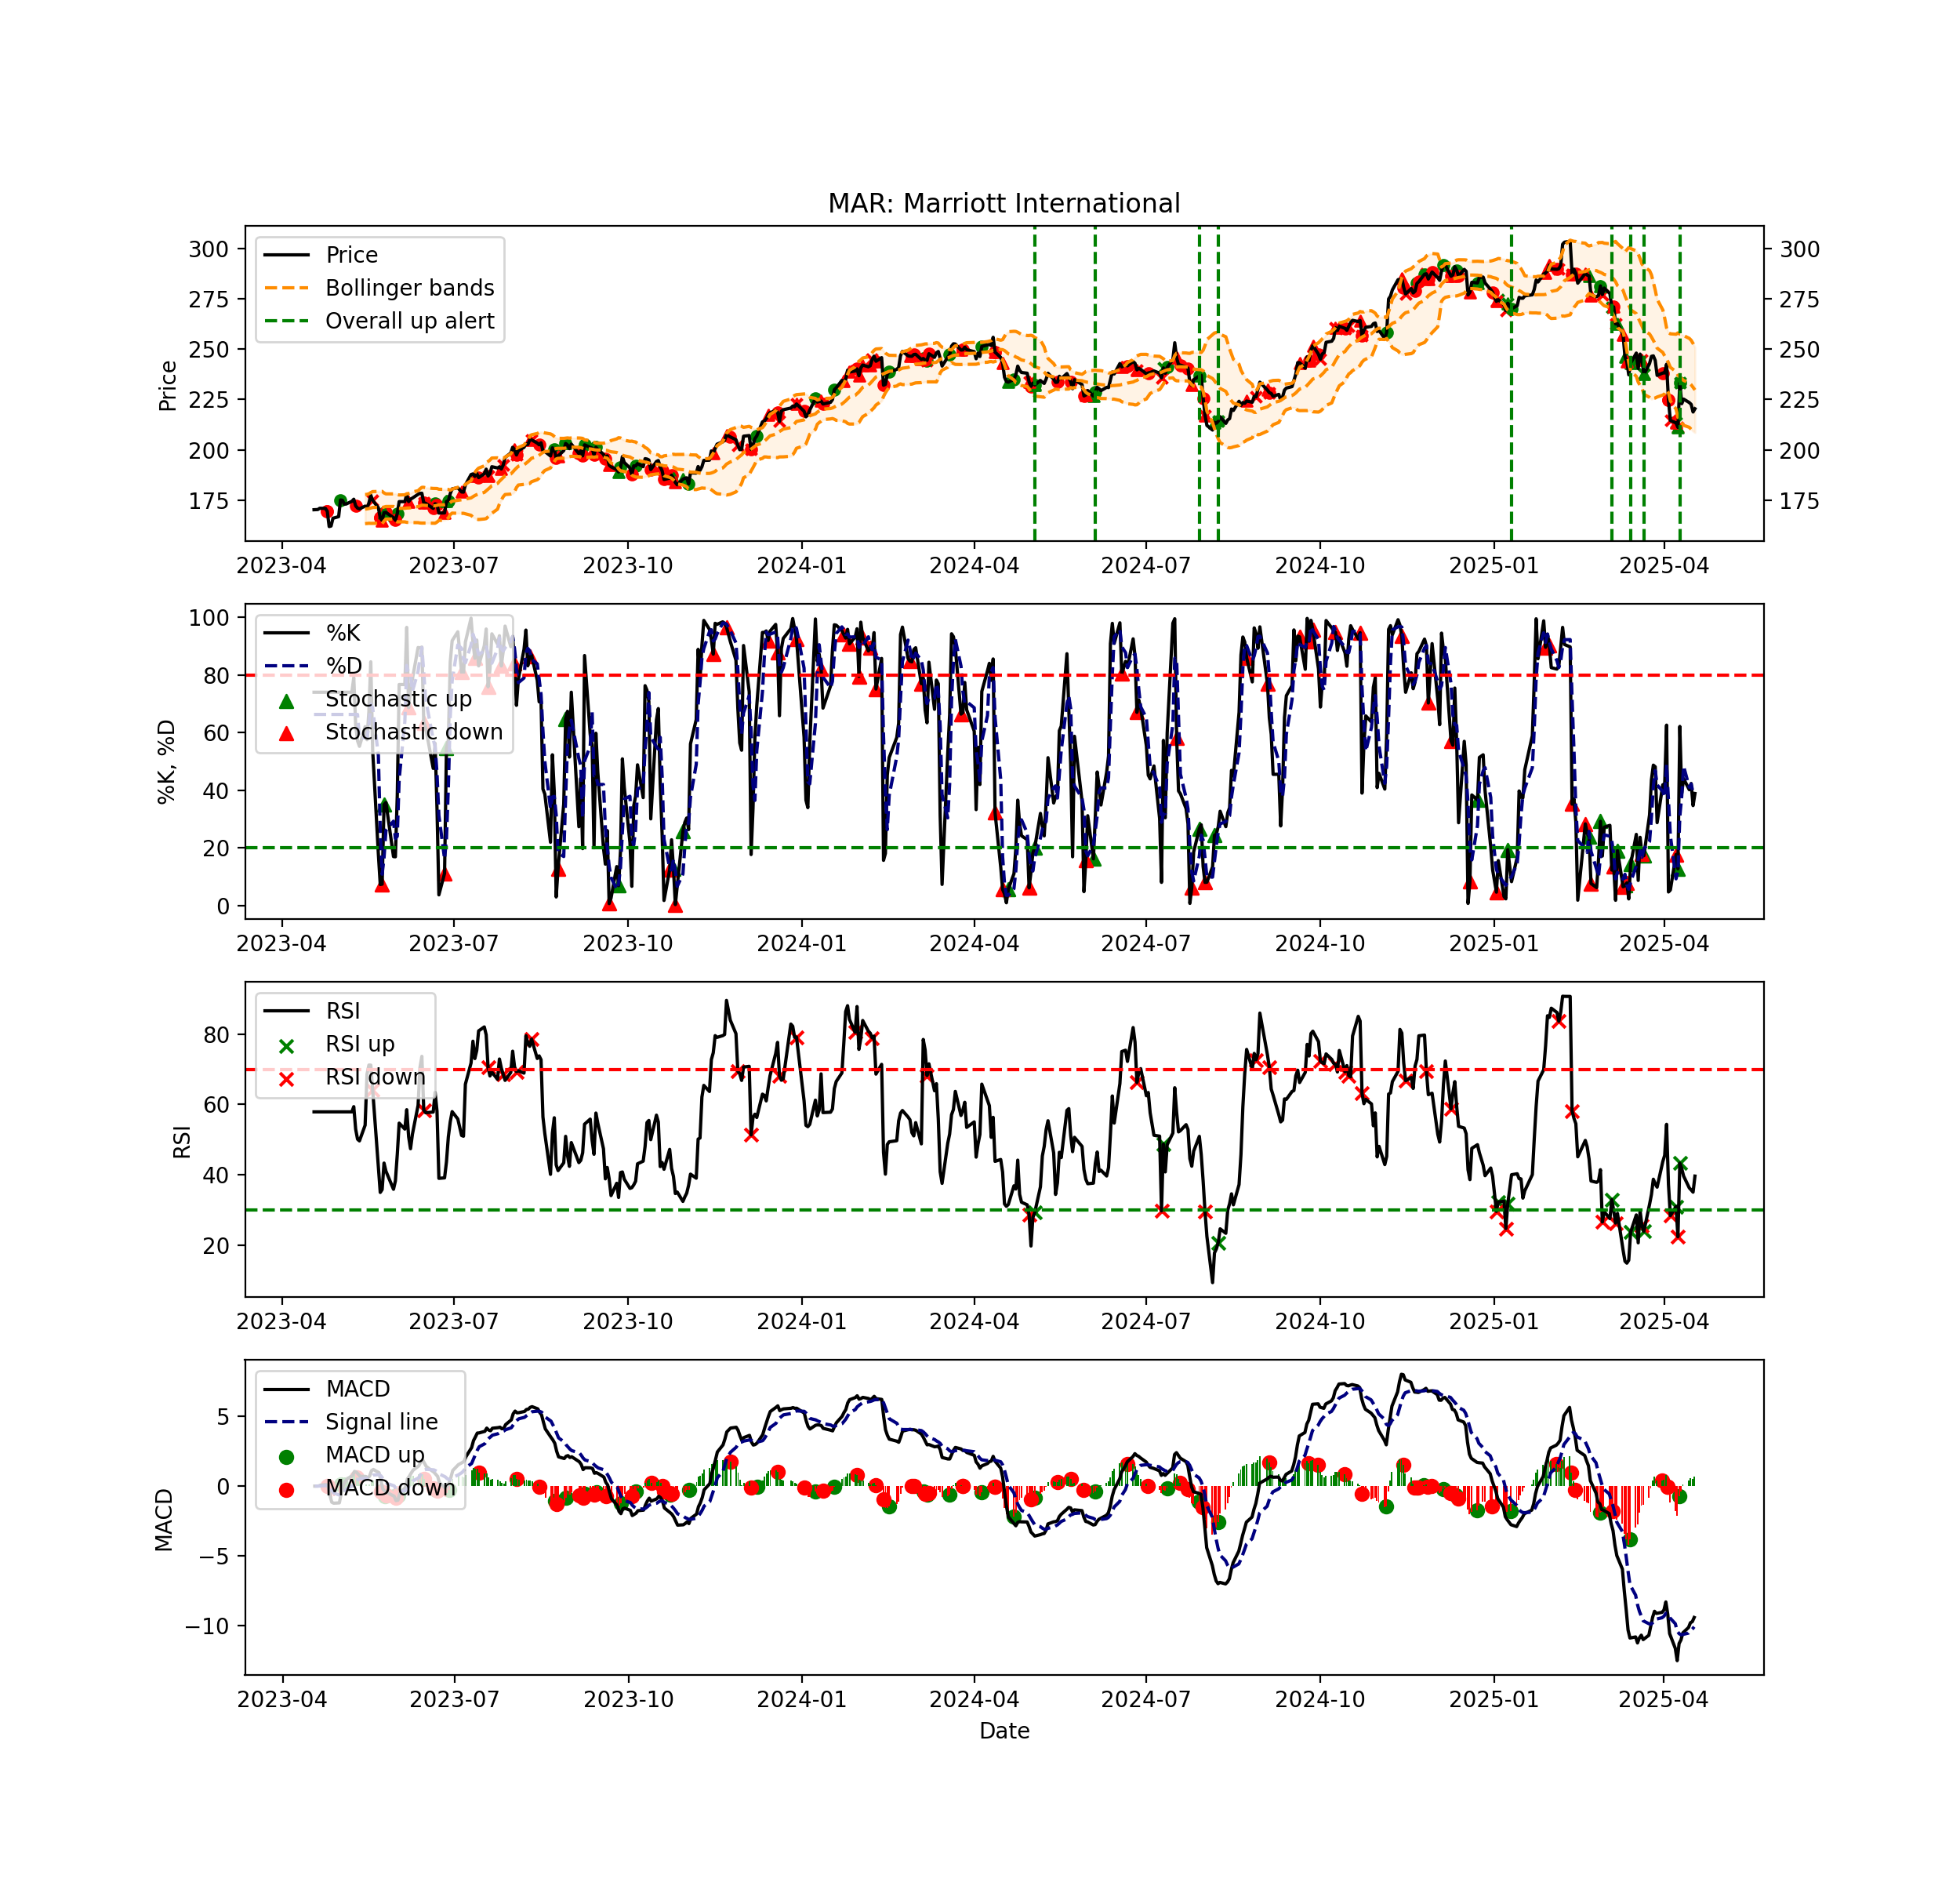 MAR: Marriott International
Price
300
275
250
225
200
175
Price
Bollinger bands
Overall up alert
300
275
250
225
200
175
2023-04 2023-07 2023-10 2024-01 2024-04 2024-07 2024-10 2025-01 2025-04
%K, %D
100
80
60
40
20
0
%K
%D
Stochastic up
Stochastic down
2023-04 2023-07 2023-10 2024-01 2024-04 2024-07 2024-10 2025-01 2025-04
RSI
80
60
40
20
RSI
RSI up
RSI down
2023-04 2023-07 2023-10 2024-01 2024-04 2024-07 2024-10 2025-01 2025-04
MACD
5
0
−5
−10
MACD
Signal line
MACD up
MACD down
2023-04 2023-07 2023-10 2024-01 2024-04 2024-07 2024-10 2025-01 2025-04
Date